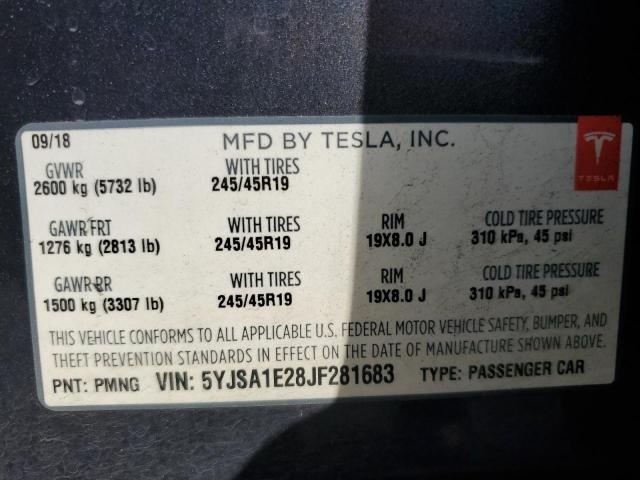 09/18 MFD BY TESLA, INC.
TESLA
GVWR WITH TIRES
2600 kg (5732 lb) 245/45R19
GAWR FRT WITH TIRES RIM COLD TIRE PRESSURE
1276 kg (2813 lb) 245/45R19 19X8.0 J 310 kPa, 45 psi
GAWR RR WITH TIRES RIM COLD TIRE PRESSURE
1500 kg (3307 lb) 245/45R19 19X8.0 J 310 kPa, 45 psi
THIS VEHICLE CONFORMS TO ALL APPLICABLE U.S. FEDERAL MOTOR VEHICLE SAFETY, BUMPER, AND
THEFT PREVENTION STANDARDS IN EFFECT ON THE DATE OF MANUFACTURE SHOWN ABOVE.
PNT: PMNG VIN: 5YJSA1E28JF281683 TYPE: PASSENGER CAR